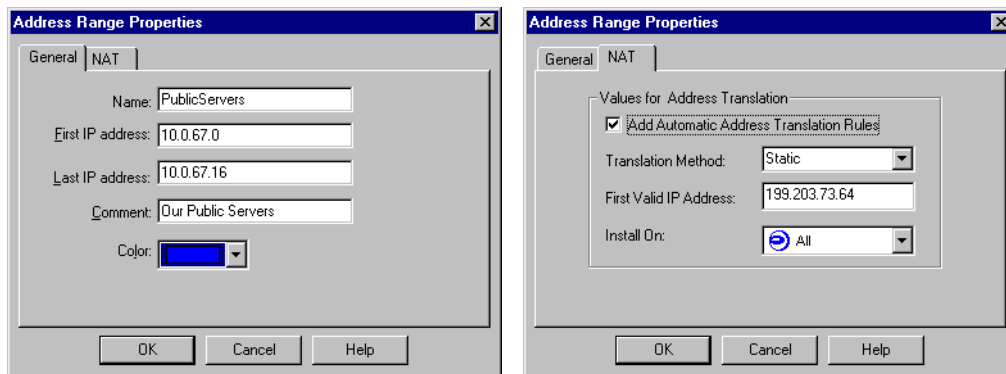 Address Range Properties
General NAT
Name: PublicServers
First IP address: 10.0.67.0
Last IP address: 10.0.67.16
Comment: Our Public Servers
Color:
OK Cancel Help
Address Range Properties
General NAT
Values for Address Translation
Add Automatic Address Translation Rules
Translation Method: Static
First Valid IP Address: 199.203.73.64
Install On: All
OK Cancel Help